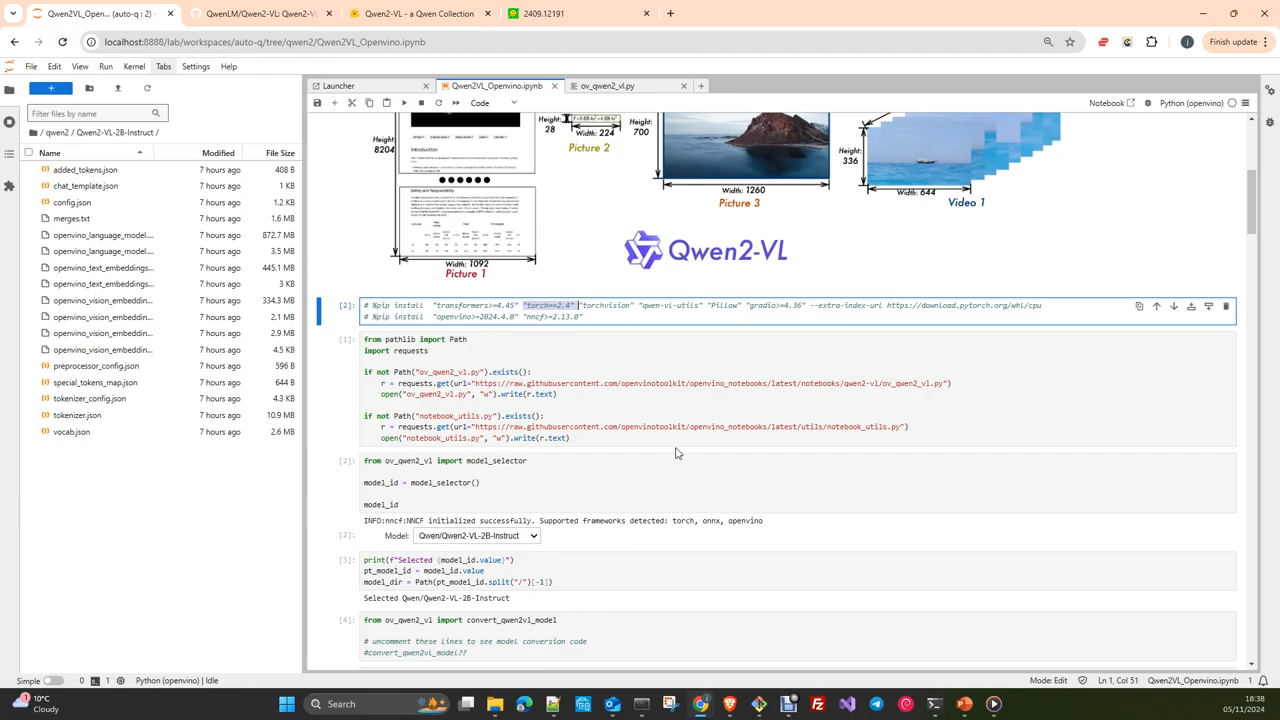 Qwen2VL_Open... (auto-q : 2)
QwenLM/Qwen2-VL: Qwen2-VL
Qwen2-VL - a Qwen Collection
2409.12191
localhost:8888/lab/workspaces/auto-q/tree/qwen2/Qwen2VL_Openvino.ipynb
Finish update
File Edit View Run Kernel Tabs Settings Help
Filter files by name
/ qwen2 / Qwen2-VL-2B-Instruct /
Name Modified File Size
added_tokens.json 7 hours ago 408 B
chat_template.json 7 hours ago 1 KB
config.json 7 hours ago 1.2 KB
merges.txt 7 hours ago 1.6 MB
openvino_language_model.... 7 hours ago 872.7 MB
openvino_language_model.... 7 hours ago 3.5 MB
openvino_text_embeddings... 7 hours ago 445.1 MB
openvino_vision_embeddin... 7 hours ago 334.3 MB
openvino_vision_embeddin... 7 hours ago 2.1 MB
openvino_vision_embeddin... 7 hours ago 2.9 MB
openvino_vision_embeddin... 7 hours ago 4.5 KB
preprocessor_config.json 7 hours ago 596 B
special_tokens_map.json 7 hours ago 644 B
tokenizer_config.json 7 hours ago 4.3 KB
tokenizer.json 7 hours ago 10.9 MB
vocab.json 7 hours ago 2.6 MB
Launcher
Qwen2VL_Openvino.ipynb
ov_qwen2_vl.py
Code
Notebook
Python (openvino)
Height: 8204
Introduction
Safety and Responsibility
Width: 1092
Picture 1
Height: 28
Width: 224
Picture 2
Height: 700
Width: 1260
Picture 3
Height: 336
Width: 644
Video 1
Qwen2-VL
[2]: # %pip install "transformers>=4.45" "torch==2.4" "torchvision" "qwen-vl-utils" "Pillow" "gradio>=4.36" --extra-index-url https://download.pytorch.org/whl/cpu
# %pip install "openvino>=2024.4.0" "nncf>=2.13.0"
[1]: from pathlib import Path
import requests
if not Path("ov_qwen2_vl.py").exists():
r = requests.get(url="https://raw.githubusercontent.com/openvinotoolkit/openvino_notebooks/latest/notebooks/qwen2-vl/ov_qwen2_vl.py")
open("ov_qwen2_vl.py", "w").write(r.text)
if not Path("notebook_utils.py").exists():
r = requests.get(url="https://raw.githubusercontent.com/openvinotoolkit/openvino_notebooks/latest/utils/notebook_utils.py")
open("notebook_utils.py", "w").write(r.text)
[2]: from ov_qwen2_vl import model_selector
model_id = model_selector()
model_id
INFO:nncf:NNCF initialized successfully. Supported frameworks detected: torch, onnx, openvino
[2]: Model: Qwen/Qwen2-VL-2B-Instruct
[3]: print(f"Selected {model_id.value}")
pt_model_id = model_id.value
model_dir = Path(pt_model_id.split("/")[-1])
Selected Qwen/Qwen2-VL-2B-Instruct
[4]: from ov_qwen2_vl import convert_qwen2vl_model
# uncomment these lines to see model conversion code
#convert_qwen2vl_model??
Simple 0 1 Python (openvino) | Idle
Mode: Edit Ln 1, Col 51 Qwen2VL_Openvino.ipynb 1
10°C
Cloudy
Search
18:38
05/11/2024